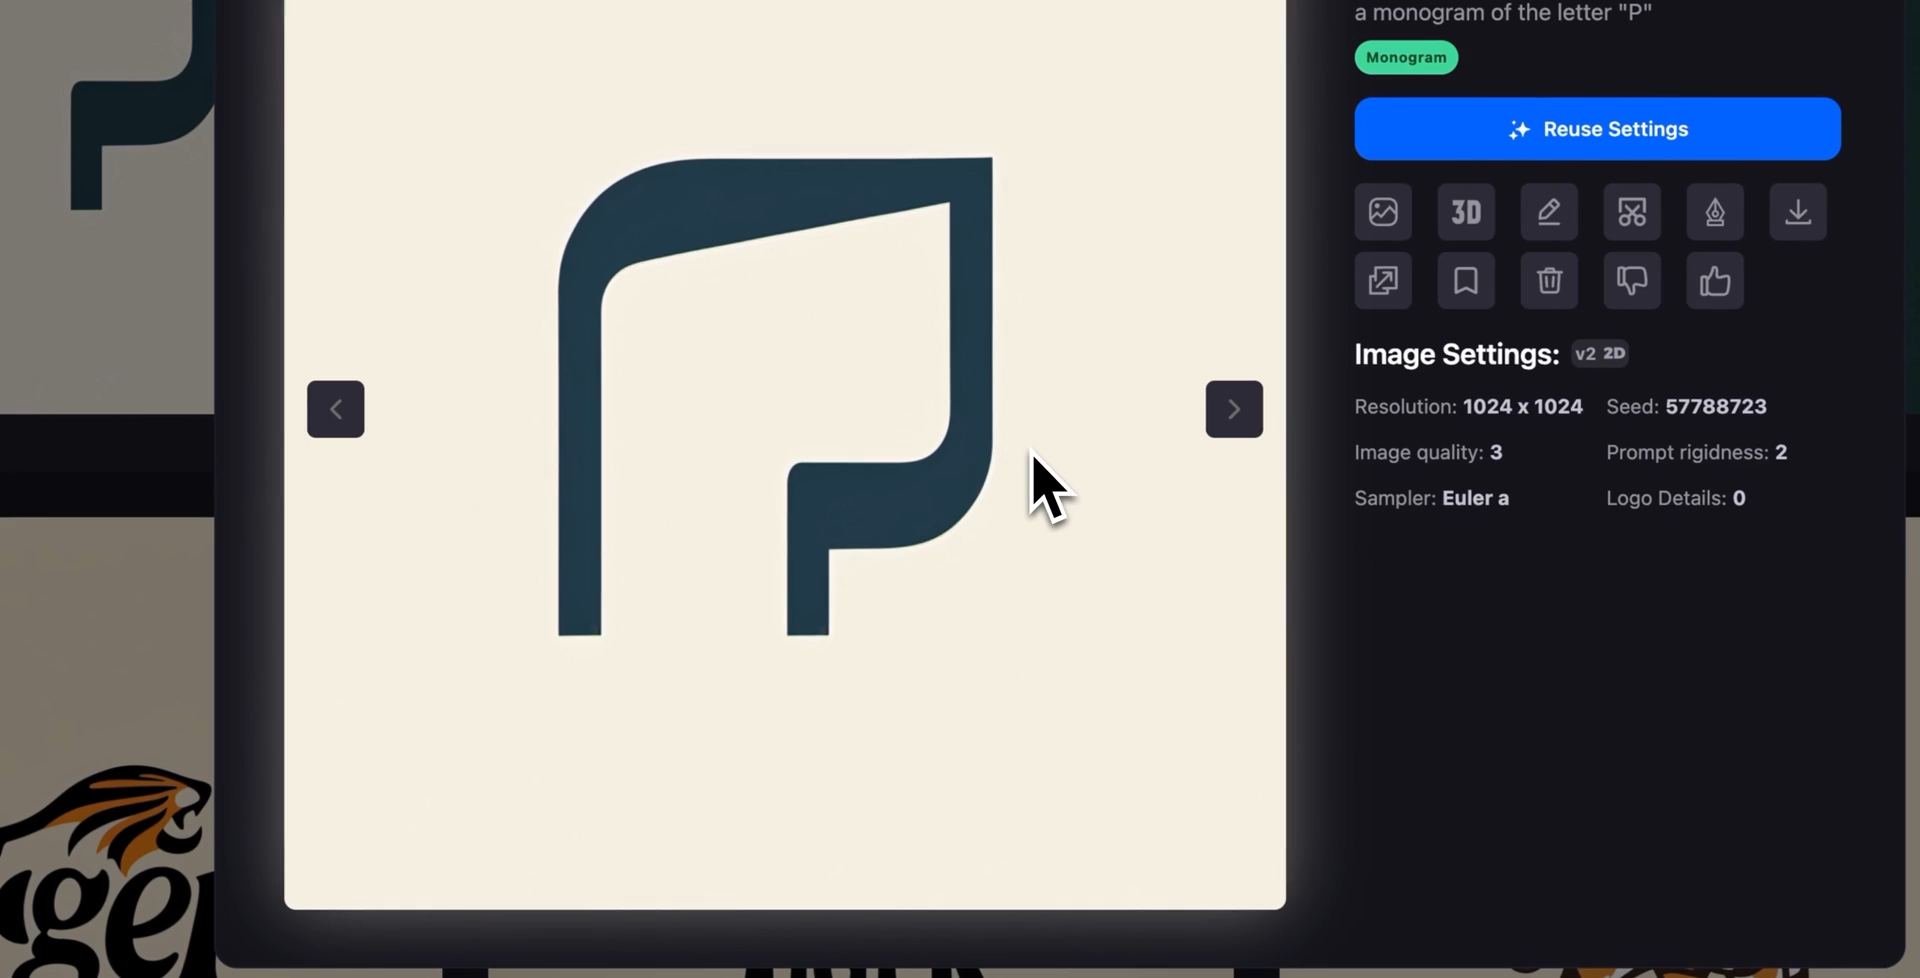 a monogram of the letter "P"
Monogram
Reuse Settings
3D
Image Settings: v2 2D
Resolution: 1024 x 1024 Seed: 57788723
Image quality: 3 Prompt rigidness: 2
Sampler: Euler a Logo Details: 0